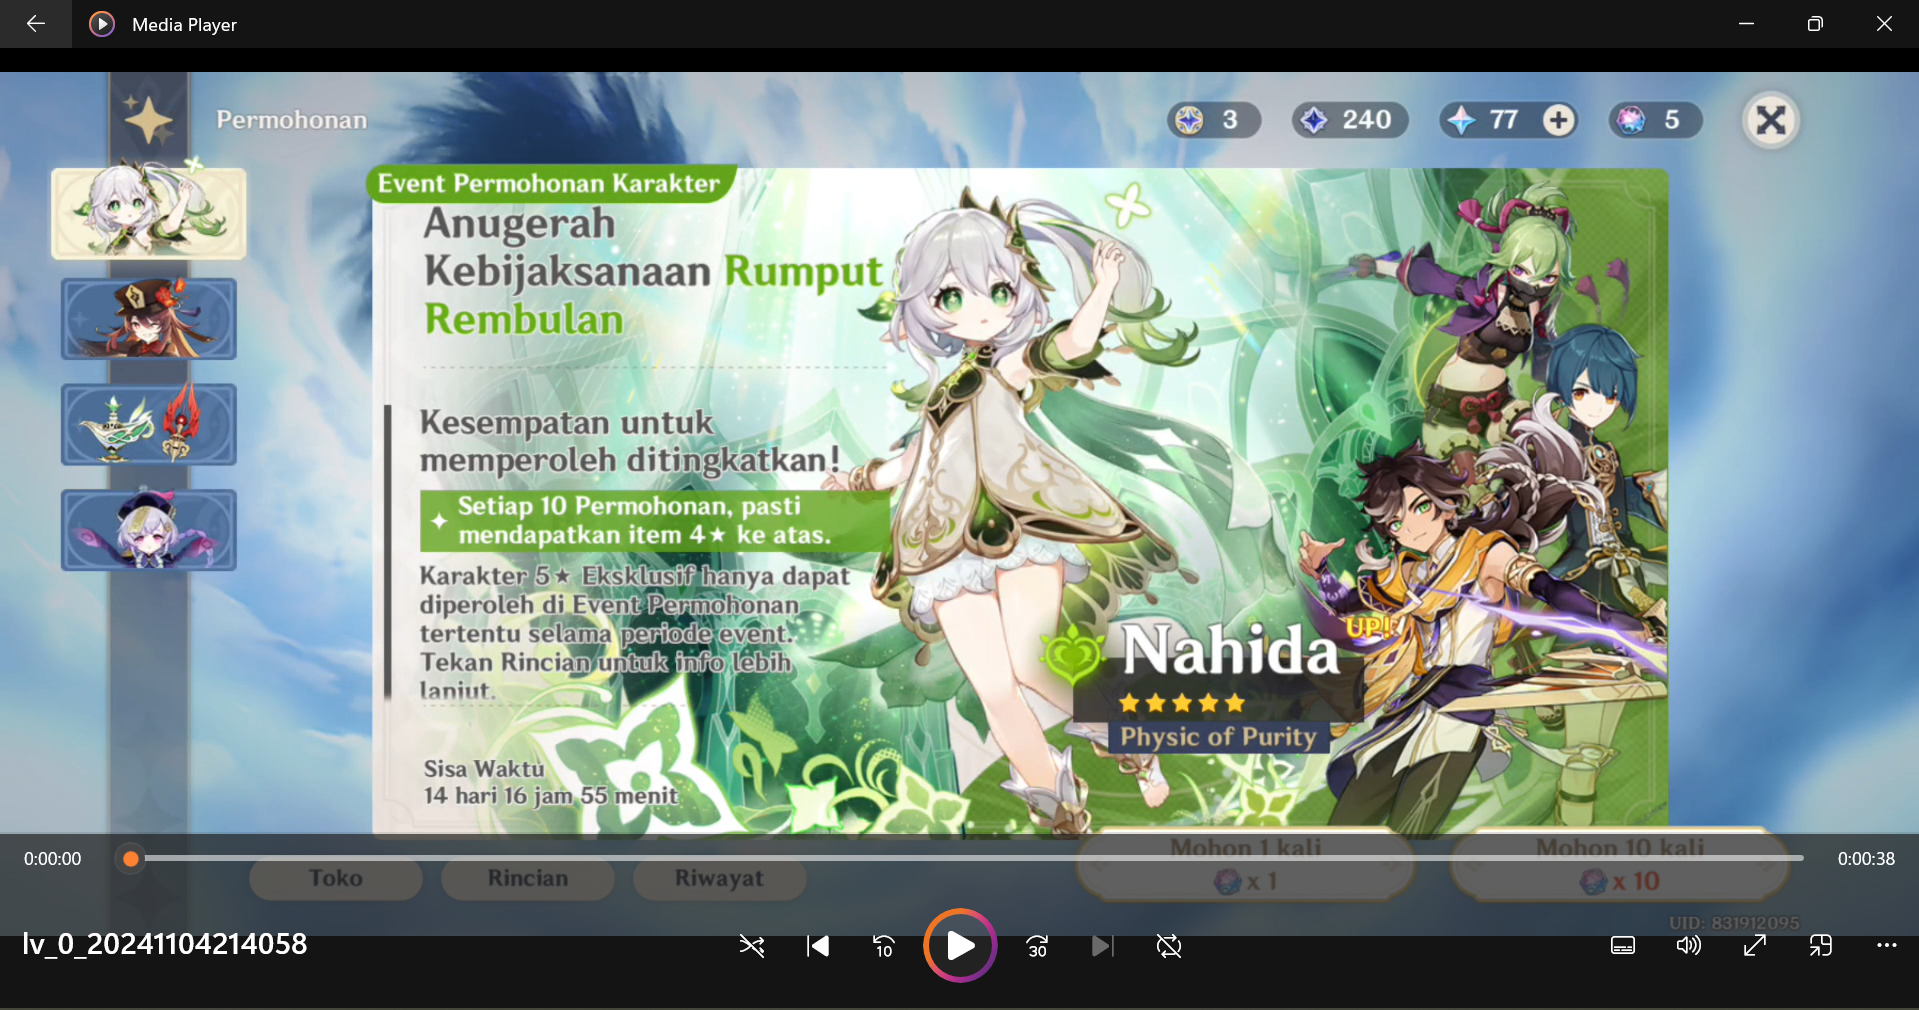 Media Player
Permohonan
3
240
77
5
Event Permohonan Karakter
Anugerah
Kebijaksanaan Rumput
Rembulan
Kesempatan untuk
memperoleh ditingkatkan!
Setiap 10 Permohonan, pasti
mendapatkan item 4★ ke atas.
Karakter 5★ Eksklusif hanya dapat
diperoleh di Event Permohonan
tertentu selama periode event.
Tekan Rincian untuk info lebih
lanjut.
UP!
Nahida
Physic of Purity
Sisa Waktu
14 hari 16 jam 55 menit
Mohon 1 kali
x 1
Mohon 10 kali
x 10
0:00:00
0:00:38
Toko
Rincian
Riwayat
UID: 831912095
lv_0_20241104214058
10
30